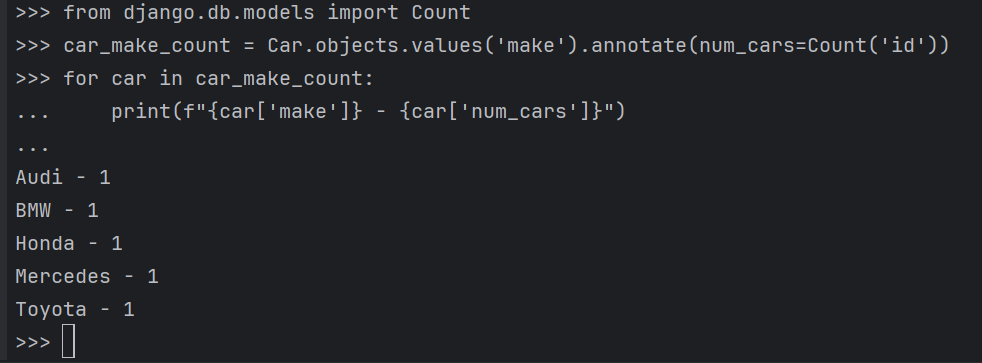 >>> from django.db.models import Count
>>> car_make_count = Car.objects.values('make').annotate(num_cars=Count('id'))
>>> for car in car_make_count:
...     print(f"{car['make']} - {car['num_cars']}")
...
Audi - 1
BMW - 1
Honda - 1
Mercedes - 1
Toyota - 1
>>>